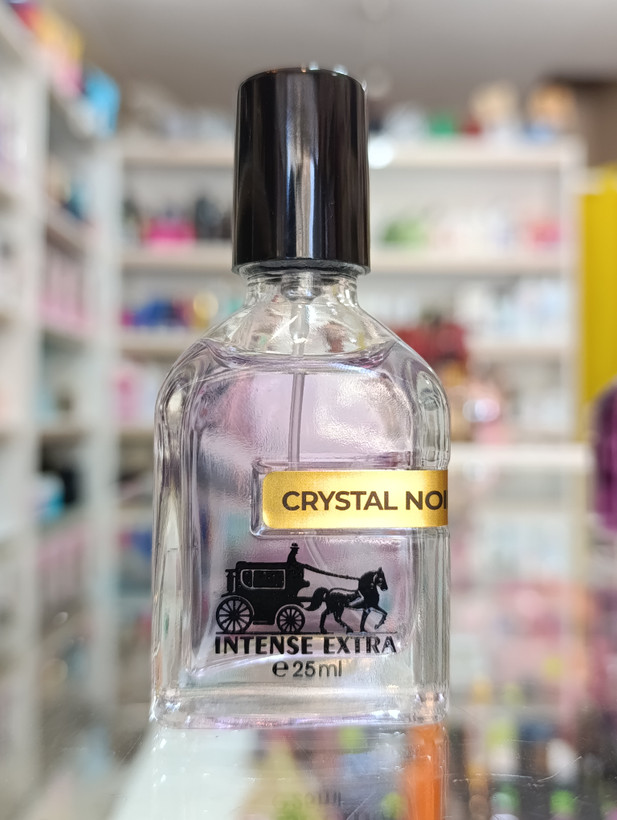 CRYSTAL NOI
INTENSE EXTRA
℮25ml